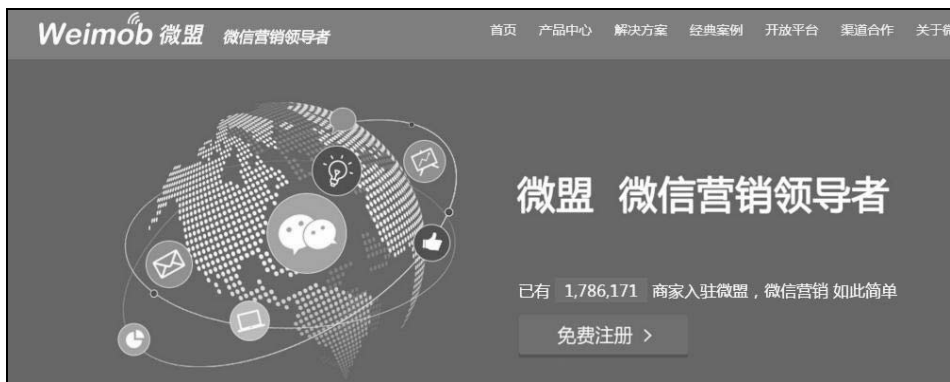 Weimob 微盟 微信营销领导者
首页 产品中心 解决方案 经典案例 开放平台 渠道合作 关于微
微盟 微信营销领导者
已有 1,786,171 商家入驻微盟，微信营销 如此简单
免费注册 >